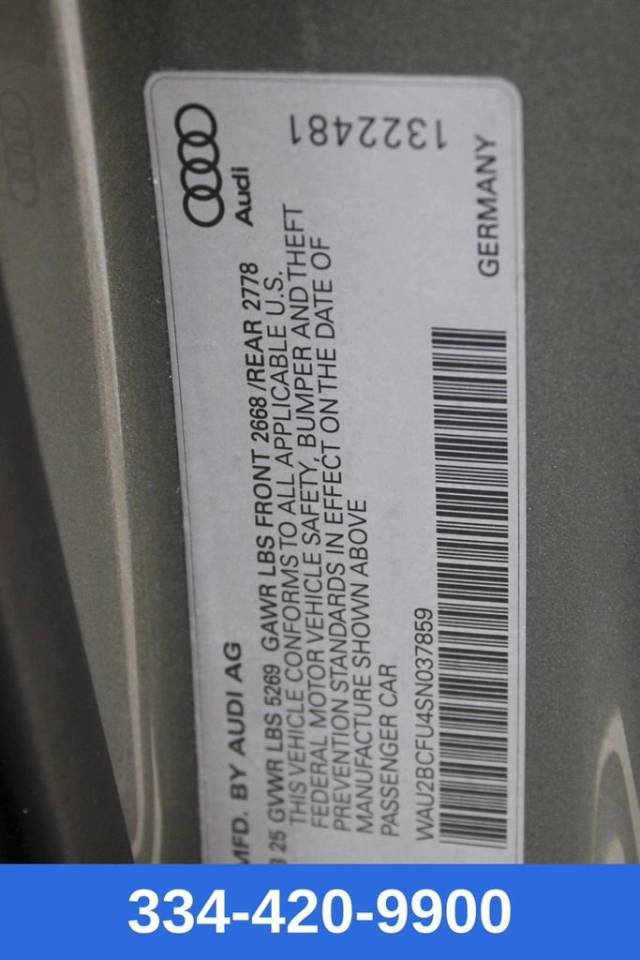 Audi
1322481
GERMANY
MFD. BY AUDI AG
25 GVWR LBS 5269 GAWR LBS FRONT 2668 /REAR 2778
THIS VEHICLE CONFORMS TO ALL APPLICABLE U.S.
FEDERAL MOTOR VEHICLE SAFETY, BUMPER AND THEFT
PREVENTION STANDARDS IN EFFECT ON THE DATE OF
MANUFACTURE SHOWN ABOVE
PASSENGER CAR
WAU2BCFU4SN037859
334-420-9900